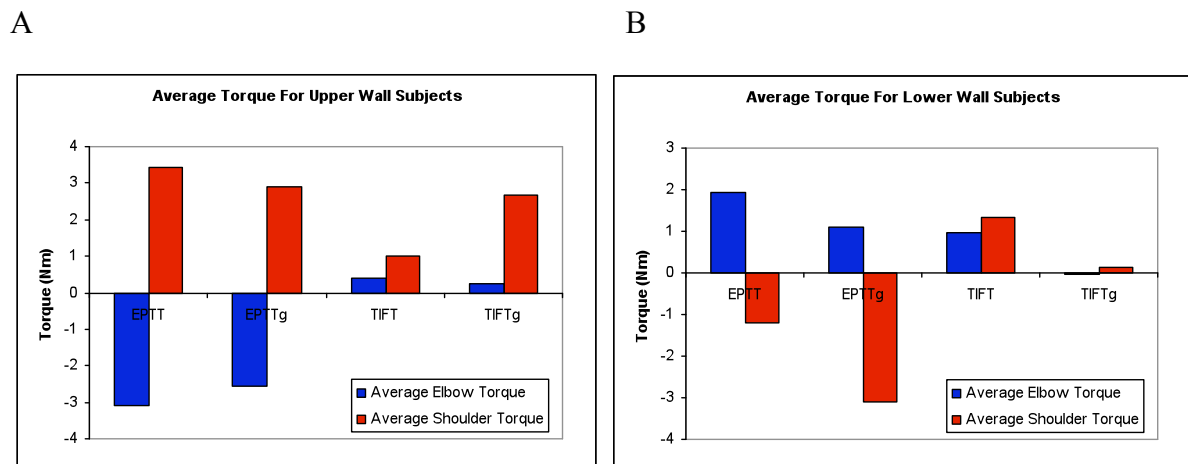 A
Average Torque For Upper Wall Subjects
Torque (Nm)
4
3
2
1
0
-1
-2
-3
-4
EPTT EPTTg TIFT TIFTg
Average Elbow Torque
Average Shoulder Torque
B
Average Torque For Lower Wall Subjects
Torque (Nm)
3
2
1
0
-1
-2
-3
-4
EPTT EPTTg TIFT TIFTg
Average Elbow Torque
Average Shoulder Torque